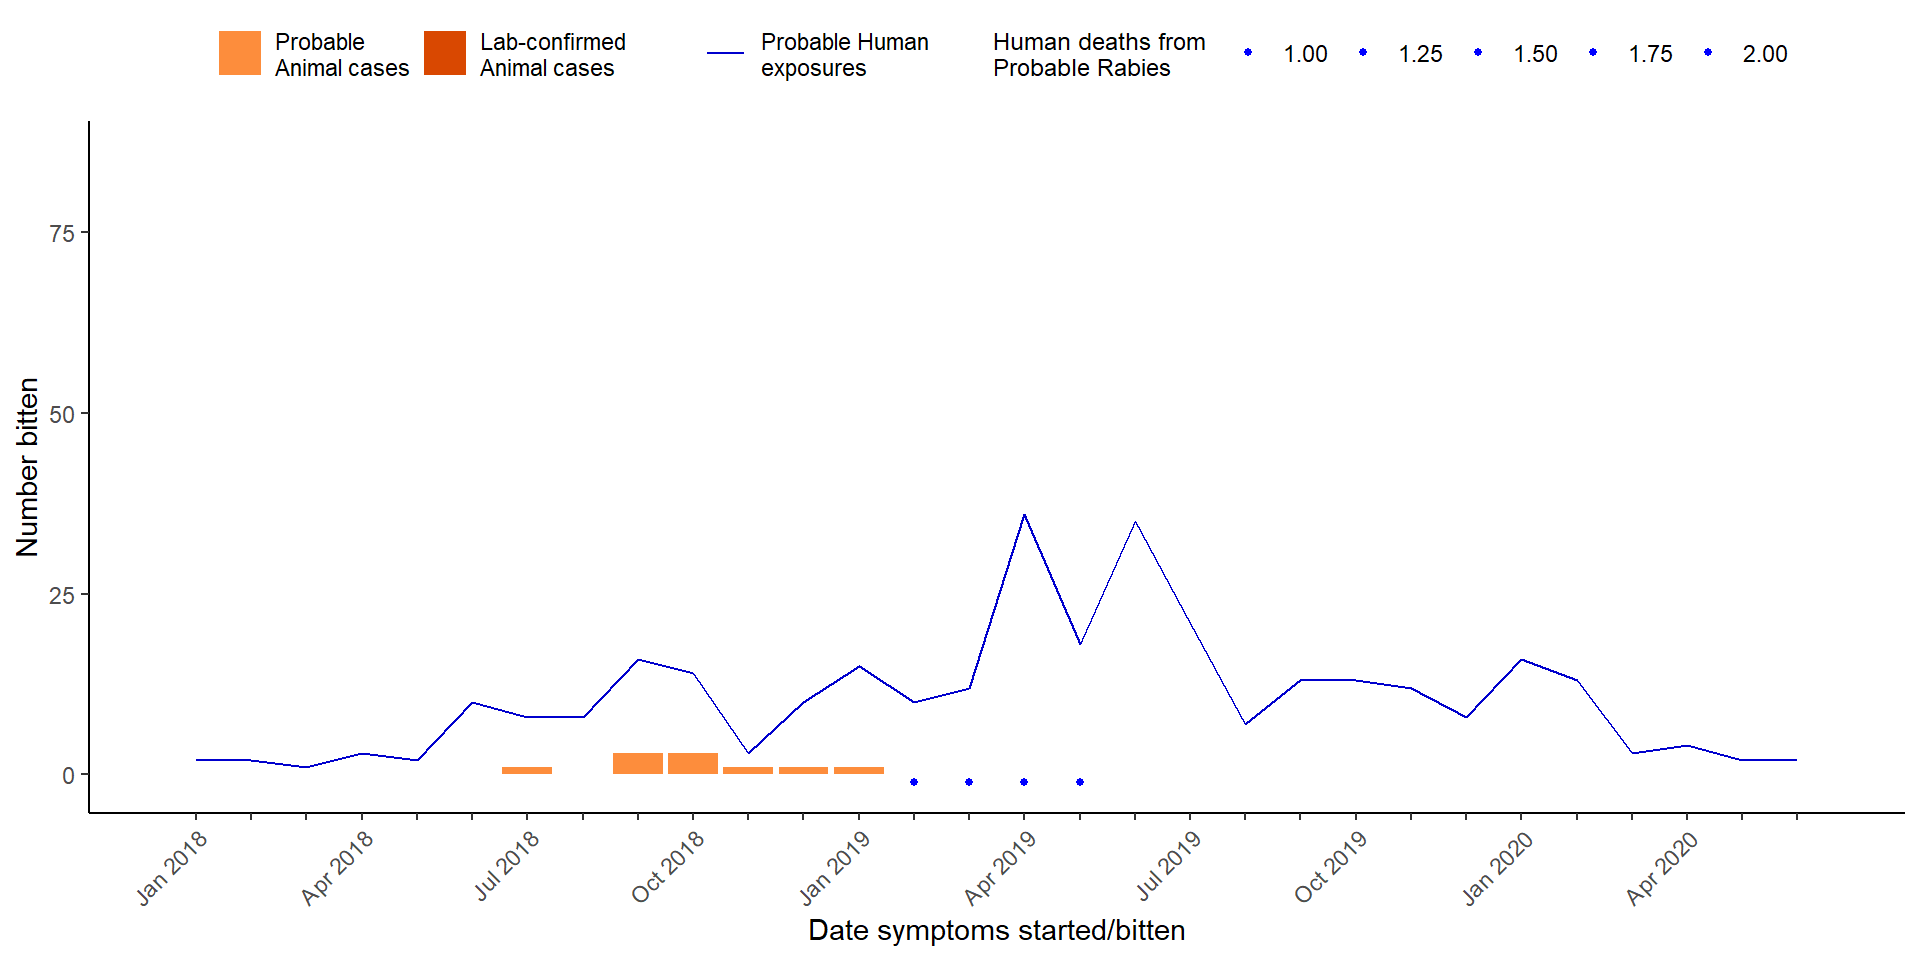 Probable
Animal cases
Lab-confirmed
Animal cases
Probable Human
exposures
Human deaths from
Probable Rabies
1.00
1.25
1.50
1.75
2.00
Number bitten
75
50
25
0
Jan 2018
Apr 2018
Jul 2018
Oct 2018
Jan 2019
Apr 2019
Jul 2019
Oct 2019
Jan 2020
Apr 2020
Date symptoms started/bitten